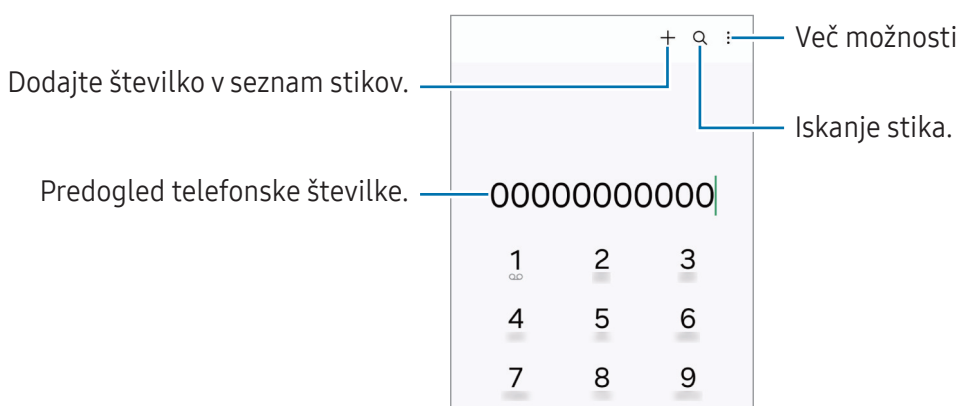 Več možnosti
Dodajte številko v seznam stikov.
Iskanje stika.
Predogled telefonske številke.
00000000000
1 2 3
4 5 6
7 8 9